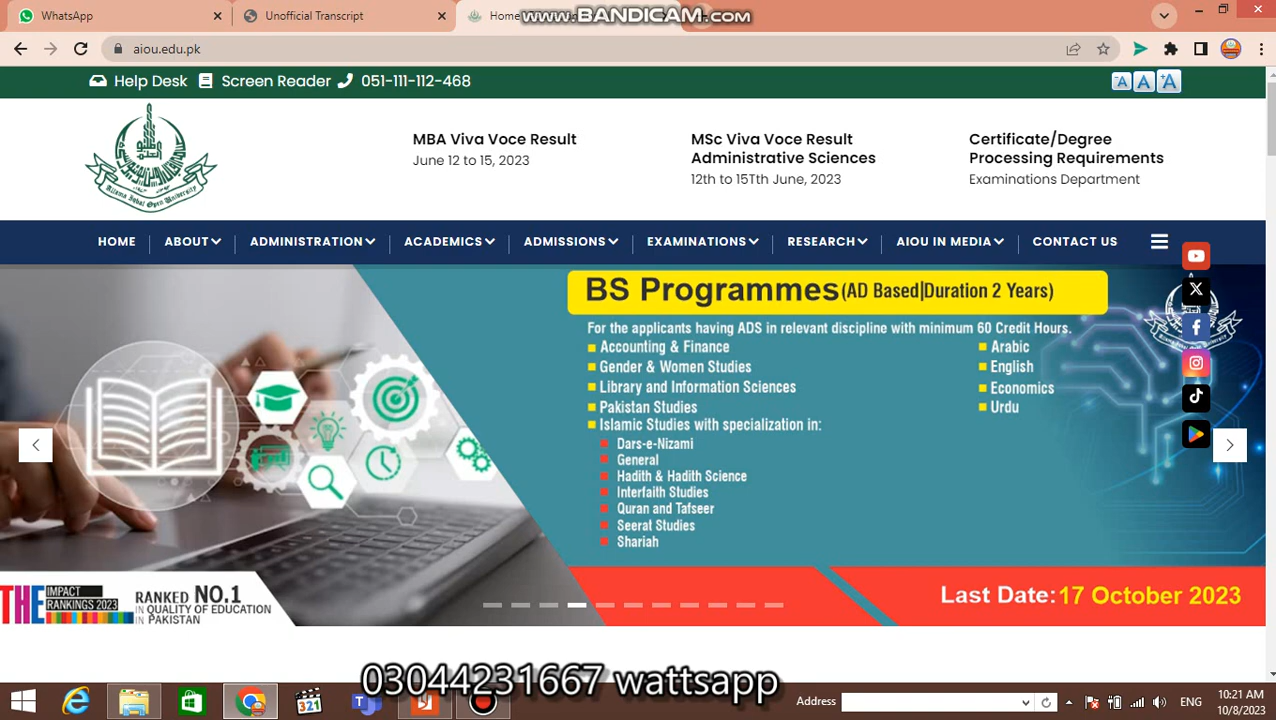 WhatsApp
Unofficial Transcript
Home
www.BANDICAM.com
aiou.edu.pk
Help Desk
Screen Reader
051-111-112-468
-A
A
+A
Allama Iqbal Open University
MBA Viva Voce Result
June 12 to 15, 2023
MSc Viva Voce Result
Administrative Sciences
12th to 15Tth June, 2023
Certificate/Degree
Processing Requirements
Examinations Department
HOME
ABOUT
ADMINISTRATION
ACADEMICS
ADMISSIONS
EXAMINATIONS
RESEARCH
AIOU IN MEDIA
CONTACT US
BS Programmes (AD Based|Duration 2 Years)
For the applicants having ADS in relevant discipline with minimum 60 Credit Hours.
Accounting & Finance
Gender & Women Studies
Library and Information Sciences
Pakistan Studies
Islamic Studies with specialization in:
Dars-e-Nizami
General
Hadith & Hadith Science
Interfaith Studies
Quran and Tafseer
Seerat Studies
Shariah
Arabic
English
Economics
Urdu
THE IMPACT
RANKINGS 2023
RANKED NO.1
IN QUALITY OF EDUCATION
IN PAKISTAN
Last Date: 17 October 2023
03044231667 wattsapp
321
Address
ENG
10:21 AM
10/8/2023